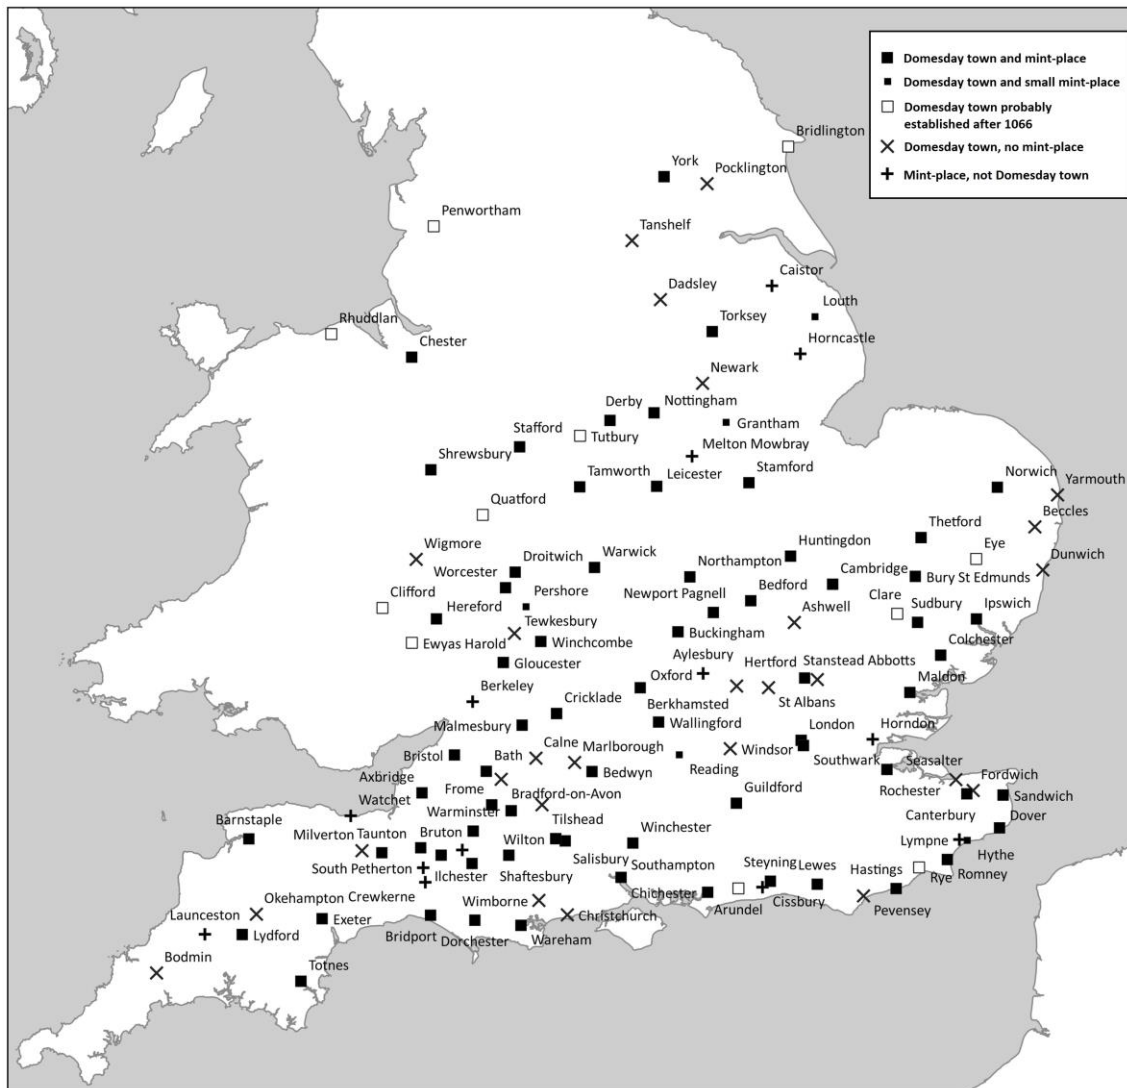 Domesday town and mint-place
Domesday town and small mint-place
Domesday town probably
established after 1066
Domesday town, no mint-place
Mint-place, not Domesday town
Bridlington
York
Pocklington
Penwortham
Tanshelf
Caistor
Dadsley
Louth
Torksey
Rhuddlan
Horncastle
Chester
Newark
Derby
Nottingham
Grantham
Stafford
Tutbury
Melton Mowbray
Shrewsbury
Tamworth
Leicester
Stamford
Norwich
Yarmouth
Quatford
Beccles
Thetford
Huntingdon
Eye
Wigmore
Droitwich
Warwick
Northampton
Dunwich
Worcester
Cambridge
Bury St Edmunds
Pershore
Newport Pagnell
Bedford
Clifford
Hereford
Ashwell
Clare
Sudbury
Ipswich
Tewkesbury
Ewyas Harold
Winchcombe
Buckingham
Colchester
Gloucester
Aylesbury
Hertford
Stanstead Abbotts
Oxford
Maldon
Berkeley
Cricklade
Berkhamsted
St Albans
Malmesbury
Wallingford
London
Horndon
Calne
Marlborough
Windsor
Bristol
Bath
Southwark
Seasalter
Axbridge
Bedwyn
Reading
Fordwich
Frome
Bradford-on-Avon
Guildford
Rochester
Sandwich
Watchet
Warminster
Canterbury
Barnstaple
Tilshead
Dover
Milverton
Taunton
Bruton
Wilton
Winchester
Lympne
South Petherton
Ilchester
Salisbury
Hythe
Shaftesbury
Southampton
Steyning
Lewes
Hastings
Rye
Romney
Okehampton
Crewkerne
Wimborne
Chichester
Cissbury
Launceston
Exeter
Christchurch
Arundel
Pevensey
Lydford
Bridport
Dorchester
Wareham
Bodmin
Totnes